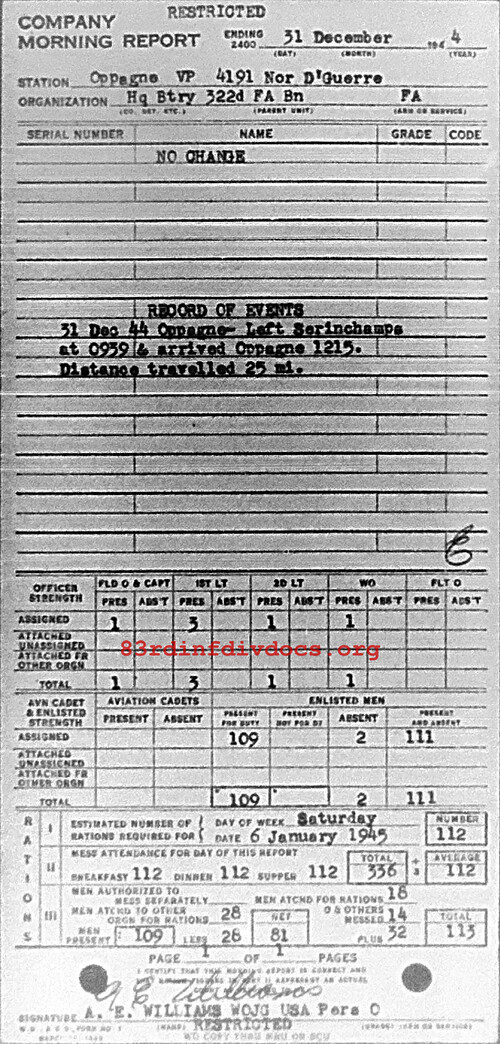 RESTRICTED
COMPANY
MORNING REPORT ENDING 2400 31 December 194 4
(DAY) (MONTH) (YEAR)
STATION Oppagne VP 4191 Nor D'Guerre
ORGANIZATION Hq Btry 322d FA Bn FA
(CO. DET. ETC.) (PARENT UNIT) (ARM OR SERVICE)
SERIAL NUMBER NAME GRADE CODE
NO CHANGE
RECORD OF EVENTS
31 Dec 44 Oppagne- Left Serinchamps
at 0939 & arrived Oppagne 1215.
Distance travelled 25 mi.
OFFICER STRENGTH FLD O & CAPT 1ST LT 2D LT WO FLT O
PRES ABS'T PRES ABS'T PRES ABS'T PRES ABS'T PRES ABS'T
ASSIGNED 1 3 1 1
ATTACHED UNASSIGNED
83rdinfdivdocs.org
ATTACHED FR OTHER ORGN
TOTAL 1 3 1 1
AVN CADET & ENLISTED STRENGTH AVIATION CADETS ENLISTED MEN
PRESENT ABSENT PRESENT FOR DUTY PRESENT NOT FOR DY ABSENT PRESENT AND ABSENT
ASSIGNED 109 2 111
ATTACHED UNASSIGNED
ATTACHED FR OTHER ORGN
TOTAL 109 2 111
RATIONS
I ESTIMATED NUMBER OF RATIONS REQUIRED FOR DAY OF WEEK Saturday NUMBER
DATE 6 January 1945 112
II MESS ATTENDANCE FOR DAY OF THIS REPORT TOTAL AVERAGE
BREAKFAST 112 DINNER 112 SUPPER 112 336 ÷ 3 112
III MEN AUTHORIZED TO MESS SEPARATELY MEN ATCHD FOR RATIONS 18
MEN ATCHD TO OTHER ORGN FOR RATIONS 28 NET O & OTHERS MESSED 14 TOTAL
MEN PRESENT 109 LESS 28 81 PLUS 32 113
PAGE 1 OF 1 PAGES
I CERTIFY THAT THIS MORNING REPORT IS CORRECT AND
A E Williams
SIGNATURE A. E. WILLIAMS WOJG USA Pers O
W.D., A.G.O. FORM NO. 1 (NAME) RESTRICTED (GRADE) (ARM OR SERVICE)